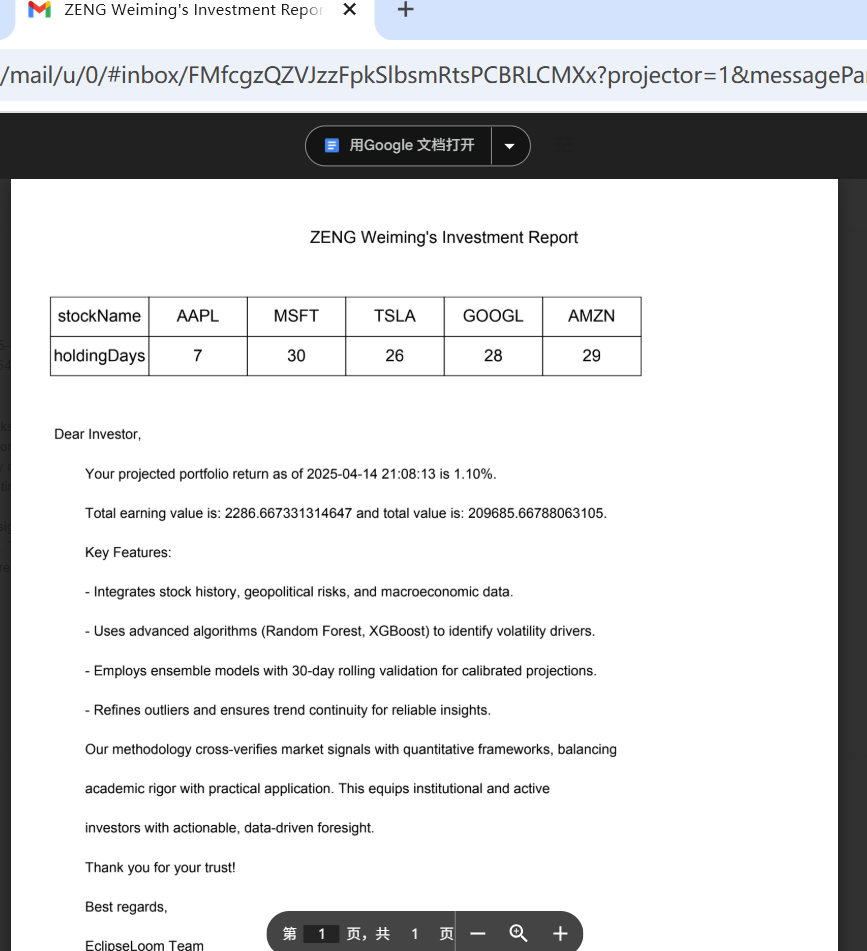 ZENG Weiming's Investment Repor
/mail/u/0/#inbox/FMfcgzQZVJzzFpkSlbsmRtsPCBRLCMXx?projector=1&messagePa
用Google 文档打开
ZENG Weiming's Investment Report
stockName AAPL MSFT TSLA GOOGL AMZN
holdingDays 7 30 26 28 29
Dear Investor,
Your projected portfolio return as of 2025-04-14 21:08:13 is 1.10%.
Total earning value is: 2286.667331314647 and total value is: 209685.66788063105.
Key Features:
- Integrates stock history, geopolitical risks, and macroeconomic data.
- Uses advanced algorithms (Random Forest, XGBoost) to identify volatility drivers.
- Employs ensemble models with 30-day rolling validation for calibrated projections.
- Refines outliers and ensures trend continuity for reliable insights.
Our methodology cross-verifies market signals with quantitative frameworks, balancing
academic rigor with practical application. This equips institutional and active
investors with actionable, data-driven foresight.
Thank you for your trust!
Best regards,
EclipseLoom Team
第 1 页，共 1 页